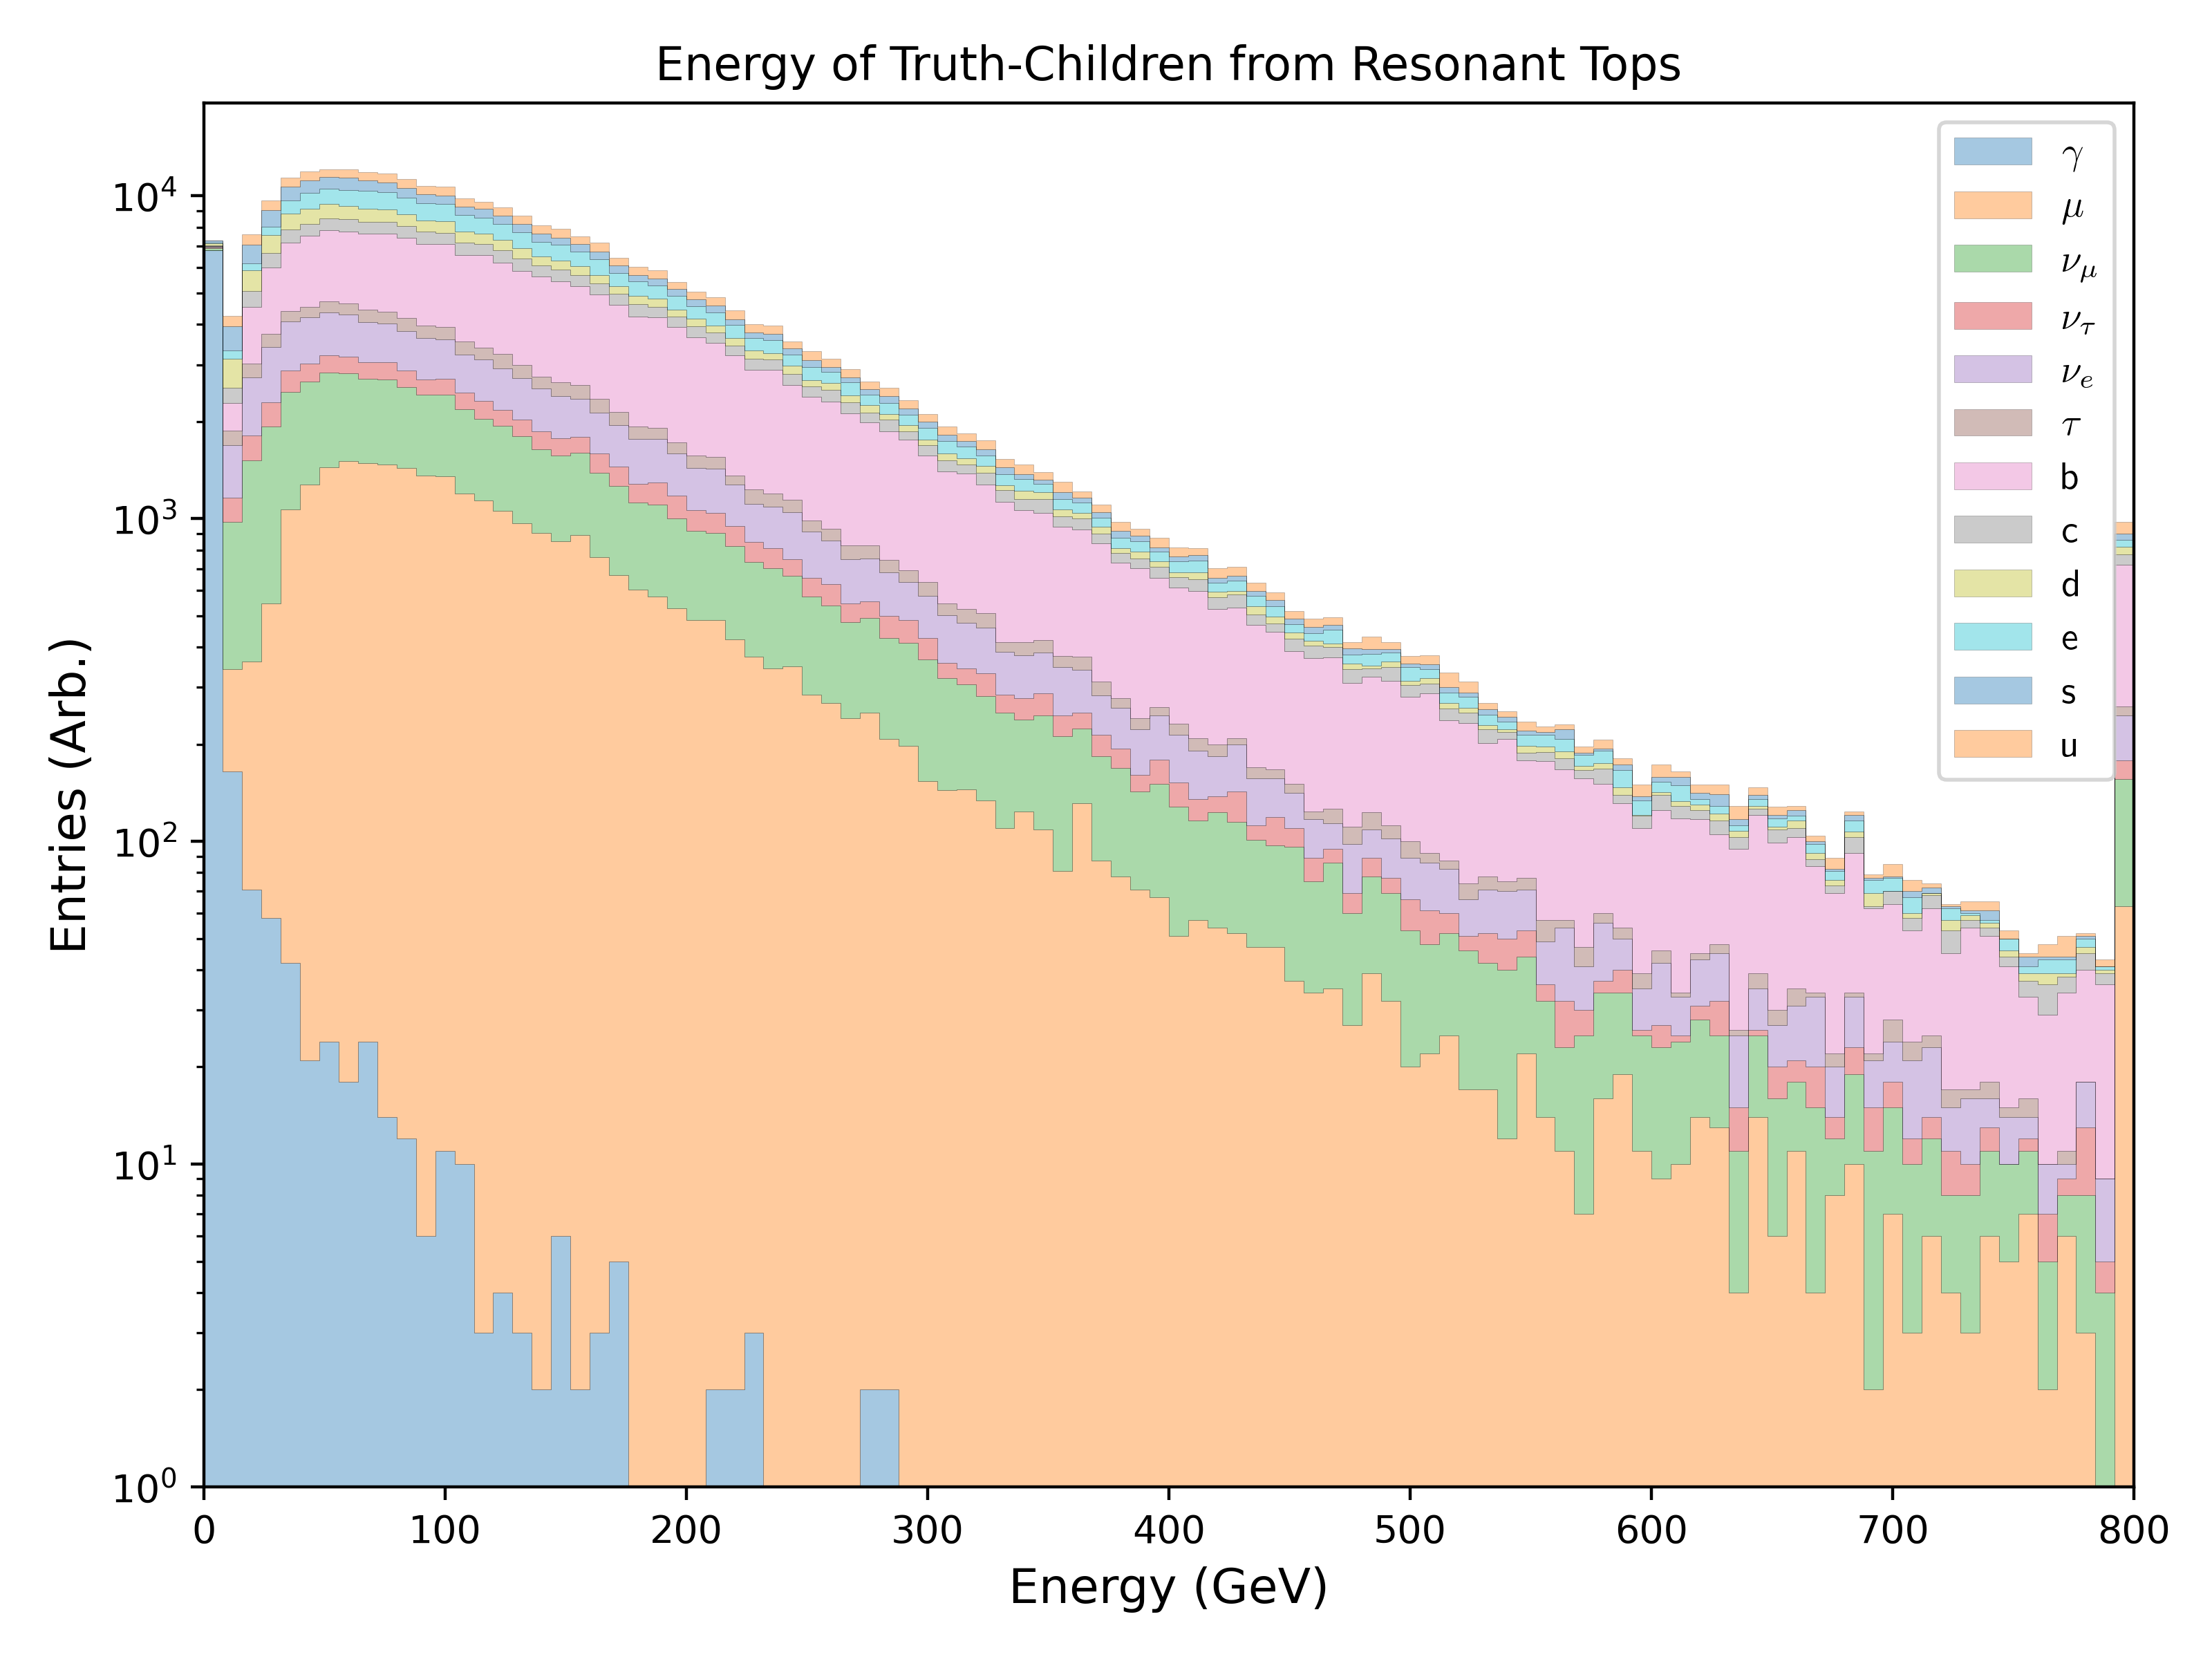 Energy of Truth-Children from Resonant Tops
Entries (Arb.)
10⁴
10³
10²
10¹
10⁰
0 100 200 300 400 500 600 700 800
Energy (GeV)
γ
μ
ν_μ
ν_τ
ν_e
τ
b
c
d
e
s
u